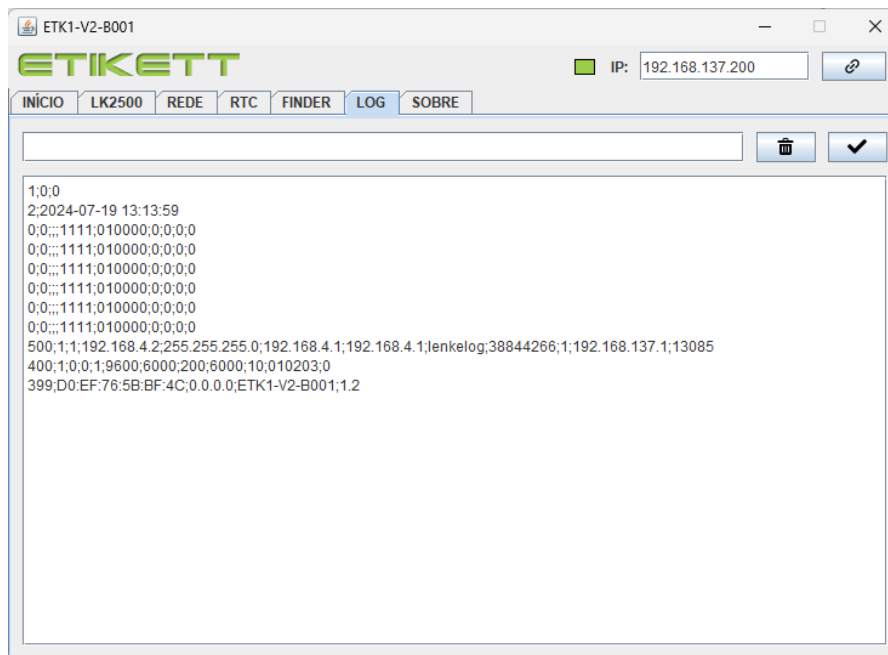 ETK1-V2-B001
ETIKETT
IP: 192.168.137.200
INÍCIO LK2500 REDE RTC FINDER LOG SOBRE
1;0;0
2;2024-07-19 13:13:59
0;0;;;1111;010000;0;0;0;0
0;0;;;1111;010000;0;0;0;0
0;0;;;1111;010000;0;0;0;0
0;0;;;1111;010000;0;0;0;0
0;0;;;1111;010000;0;0;0;0
0;0;;;1111;010000;0;0;0;0
500;1;1;192.168.4.2;255.255.255.0;192.168.4.1;192.168.4.1;lenkelog;38844266;1;192.168.137.1;13085
400;1;0;0;1;9600;6000;200;6000;10;010203;0
399;D0:EF:76:5B:BF:4C;0.0.0.0;ETK1-V2-B001;1.2